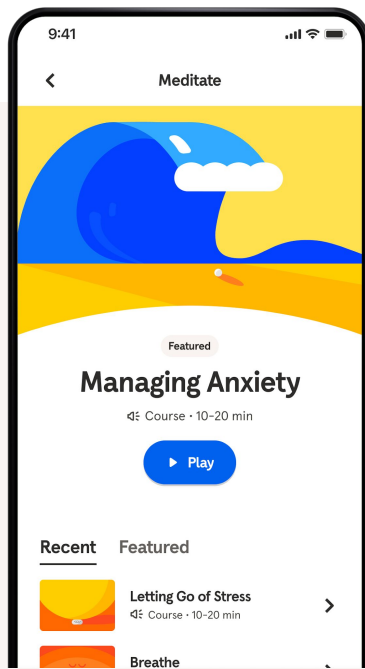 9:41
Meditate
Featured
Managing Anxiety
Course · 10-20 min
Play
Recent Featured
Letting Go of Stress
Course · 10-20 min
Breathe